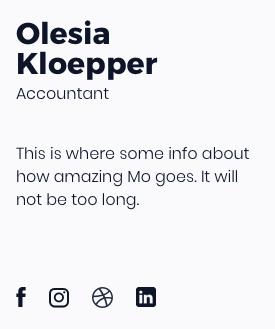 Olesia
Kloepper
Accountant
This is where some info about
how amazing Mo goes. It will
not be too long.